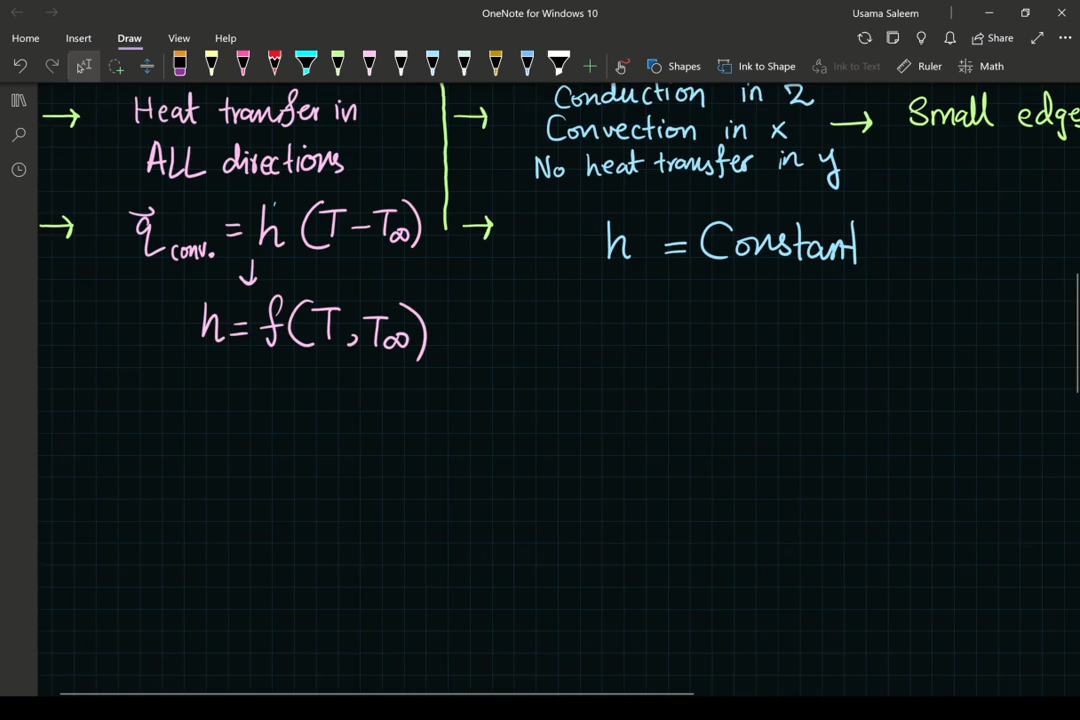 OneNote for Windows 10
Usama Saleem
Home Insert Draw View Help
Share
Shapes
Ink to Shape
Ink to Text
Ruler
Math
→ Heat transfer in
ALL directions
→ q⃗ conv. = h (T − T∞)
↓
h = f(T, T∞)
→ Conduction in z
Convection in x
No heat transfer in y
→ h = Constant
→ Small edge